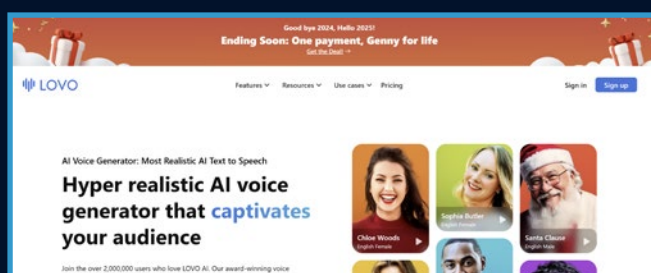 Good bye 2024, Hello 2025!
Ending Soon: One payment, Genny for life
Get the Deal! →
LOVO
Features
Resources
Use cases
Pricing
Sign in
Sign up
AI Voice Generator: Most Realistic AI Text to Speech
Hyper realistic AI voice
generator that captivates
your audience
Join the over 2,000,000 users who love LOVO AI. Our award-winning voice
Chloe Woods
English Female
Sophia Butler
English Female
Santa Clause
English Male